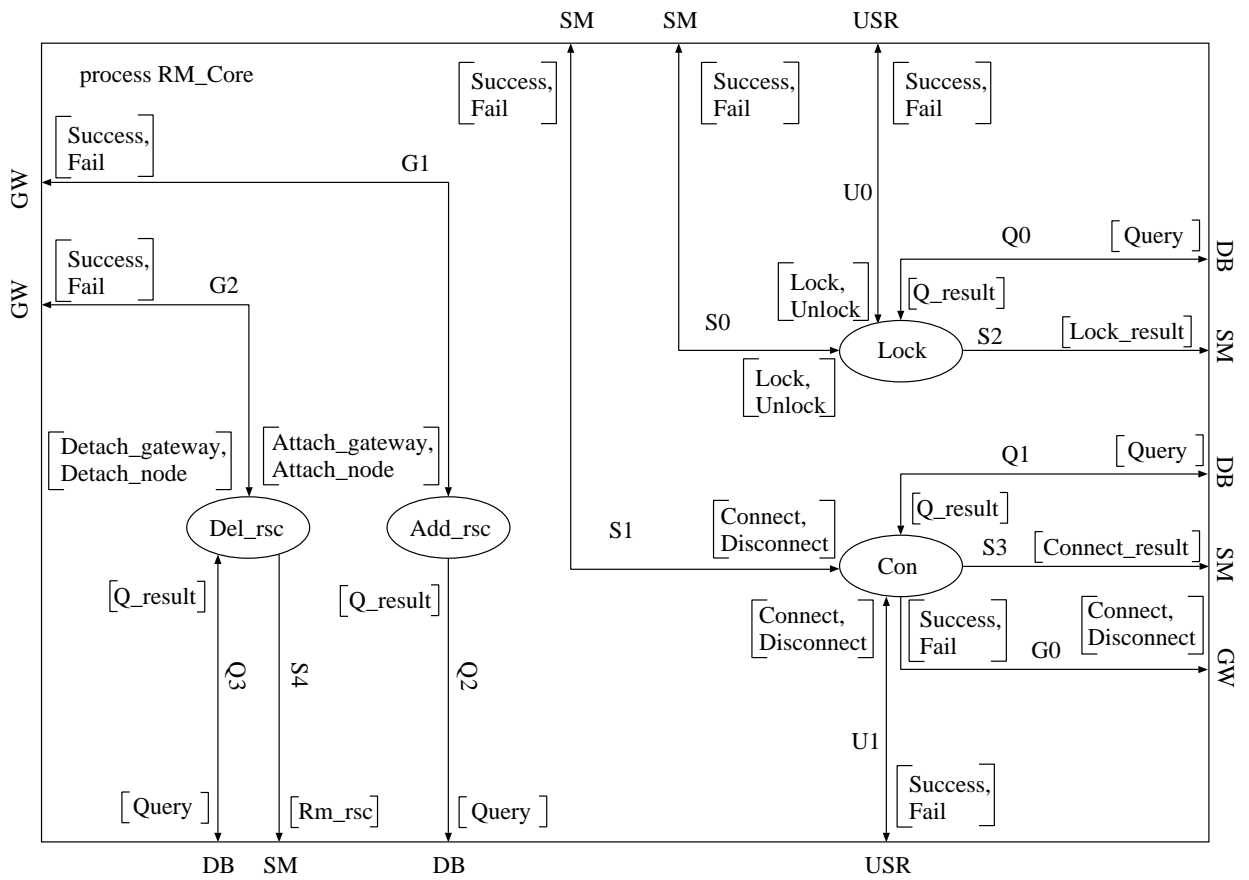 SM
SM
USR
process RM_Core
Success,
Fail
Success,
Fail
Success,
Fail
Success,
Fail
GW
G1
U0
Success,
Fail
GW
G2
Q0
Query
DB
Lock,
Unlock
Q_result
S0
Lock
S2
Lock_result
SM
Lock,
Unlock
Detach_gateway,
Detach_node
Attach_gateway,
Attach_node
Q1
Query
DB
Q_result
Del_rsc
Add_rsc
S1
Connect,
Disconnect
Con
S3
Connect_result
SM
Q_result
Q_result
Connect,
Disconnect
Success,
Fail
Connect,
Disconnect
G0
GW
Q3
S4
Q2
U1
Query
Rm_rsc
Query
Success,
Fail
DB
SM
DB
USR